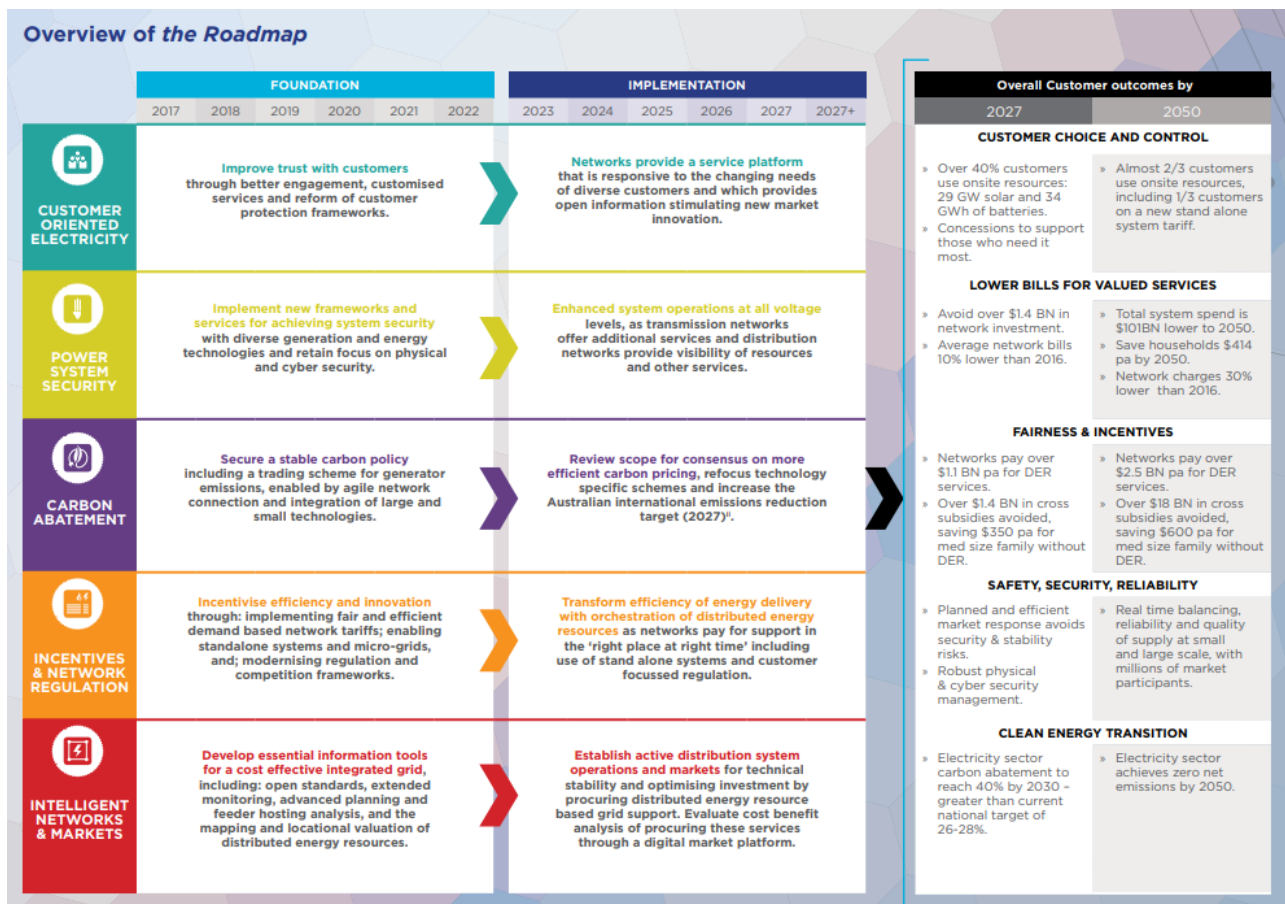 Overview of the Roadmap
FOUNDATION
2017 2018 2019 2020 2021 2022
IMPLEMENTATION
2023 2024 2025 2026 2027 2027+
Overall Customer outcomes by
2027 2050
CUSTOMER
ORIENTED
ELECTRICITY
Improve trust with customers
through better engagement, customised
services and reform of customer
protection frameworks.
Networks provide a service platform
that is responsive to the changing needs
of diverse customers and which provides
open information stimulating new market
innovation.
POWER
SYSTEM
SECURITY
Implement new frameworks and
services for achieving system security
with diverse generation and energy
technologies and retain focus on physical
and cyber security.
Enhanced system operations at all voltage
levels, as transmission networks
offer additional services and distribution
networks provide visibility of resources
and other services.
CARBON
ABATEMENT
Secure a stable carbon policy
including a trading scheme for generator
emissions, enabled by agile network
connection and integration of large and
small technologies.
Review scope for consensus on more
efficient carbon pricing, refocus technology
specific schemes and increase the
Australian international emissions reduction
target (2027)ⁱⁱ.
INCENTIVES
& NETWORK
REGULATION
Incentivise efficiency and innovation
through: implementing fair and efficient
demand based network tariffs; enabling
standalone systems and micro-grids,
and; modernising regulation and
competition frameworks.
Transform efficiency of energy delivery
with orchestration of distributed energy
resources as networks pay for support in
the ‘right place at right time’ including
use of stand alone systems and customer
focussed regulation.
INTELLIGENT
NETWORKS
& MARKETS
Develop essential information tools
for a cost effective integrated grid,
including: open standards, extended
monitoring, advanced planning and
feeder hosting analysis, and the
mapping and locational valuation of
distributed energy resources.
Establish active distribution system
operations and markets for technical
stability and optimising investment by
procuring distributed energy resource
based grid support. Evaluate cost benefit
analysis of procuring these services
through a digital market platform.
CUSTOMER CHOICE AND CONTROL
» Over 40% customers
use onsite resources:
29 GW solar and 34
GWh of batteries.
» Concessions to support
those who need it
most.
» Almost 2/3 customers
use onsite resources,
including 1/3 customers
on a new stand alone
system tariff.
LOWER BILLS FOR VALUED SERVICES
» Avoid over $1.4 BN in
network investment.
» Average network bills
10% lower than 2016.
» Total system spend is
$101BN lower to 2050.
» Save households $414
pa by 2050.
» Network charges 30%
lower than 2016.
FAIRNESS & INCENTIVES
» Networks pay over
$1.1 BN pa for DER
services.
» Over $1.4 BN in cross
subsidies avoided,
saving $350 pa for
med size family without
DER.
» Networks pay over
$2.5 BN pa for DER
services.
» Over $18 BN in cross
subsidies avoided,
saving $600 pa for
med size family without
DER.
SAFETY, SECURITY, RELIABILITY
» Planned and efficient
market response avoids
security & stability
risks.
» Robust physical
& cyber security
management.
» Real time balancing,
reliability and quality
of supply at small
and large scale, with
millions of market
participants.
CLEAN ENERGY TRANSITION
» Electricity sector
carbon abatement to
reach 40% by 2030 –
greater than current
national target of
26-28%.
» Electricity sector
achieves zero net
emissions by 2050.